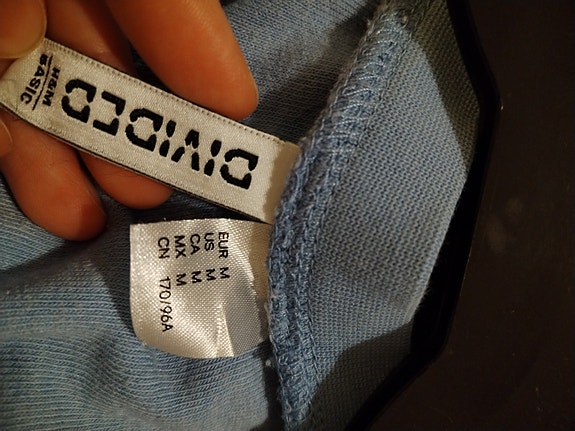 DIVIDED
H&M
BASIC
EUR M
US M
CA M
MX M
CN 170/96A